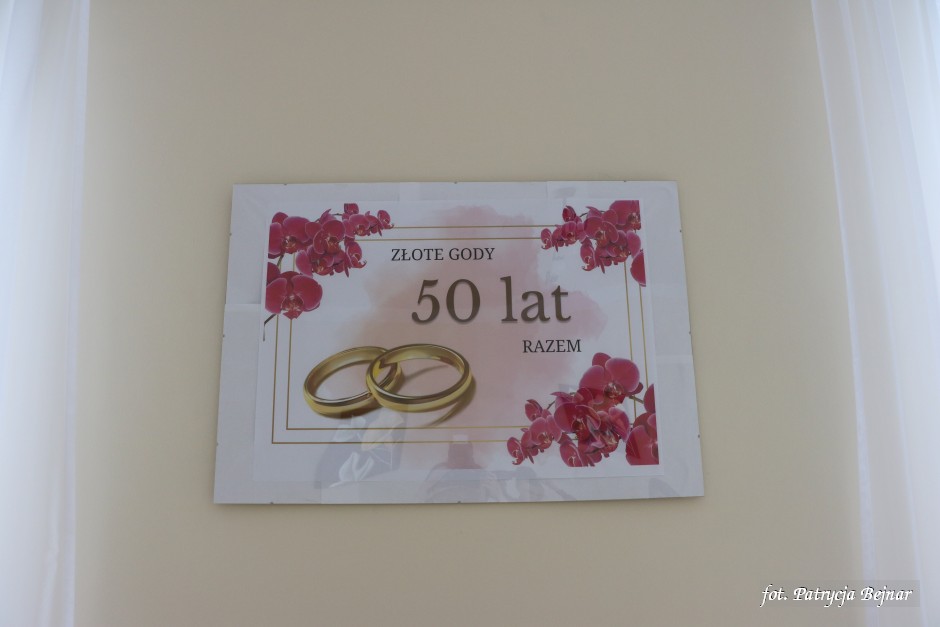 ZŁOTE GODY
50 lat
RAZEM
fot. Patrycja Bejnar